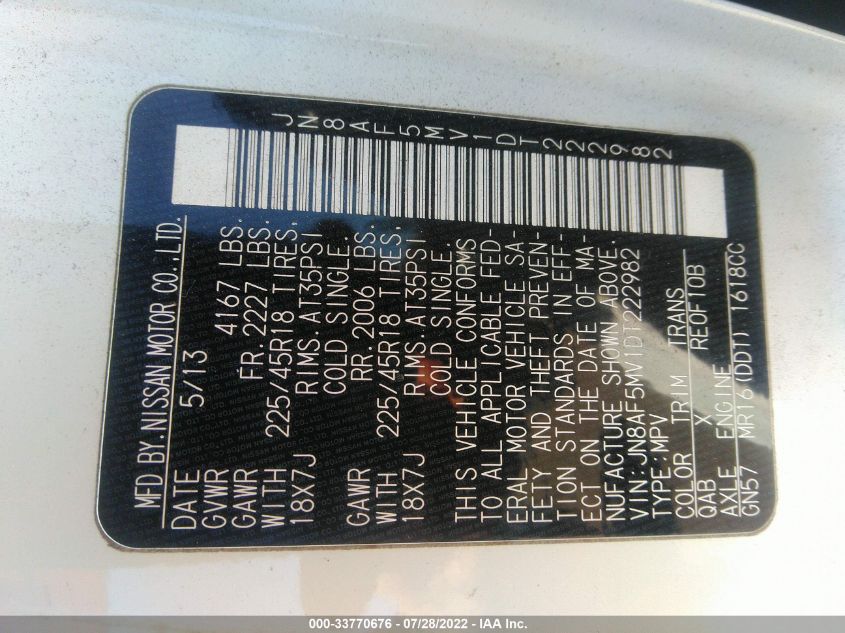 MFD BY. NISSAN MOTOR CO., LTD.
DATE 5/13
GVWR 4167 LBS.
GAWR FR. 2227 LBS.
WITH 225/45R18 TIRES,
18X7J RIMS. AT35PSI
COLD SINGLE.
GAWR RR. 2006 LBS.
WITH 225/45R18 TIRES,
18X7J RIMS. AT35PSI
COLD SINGLE.
THIS VEHICLE CONFORMS
TO ALL APPLICABLE FED-
ERAL MOTOR VEHICLE SA-
FETY AND THEFT PREVEN-
TION STANDARDS IN EFF-
ECT ON THE DATE OF MA-
NUFACTURE SHOWN ABOVE.
VIN: JN8AF5MV1DT222982
TYPE: MPV
COLOR TRIM TRANS
QAB X RE0F10B
AXLE ENGINE
GN57 MR16(DDT) 1618CC
JN8AF5MV1DT222982
000-33770676 - 07/28/2022 - IAA Inc.